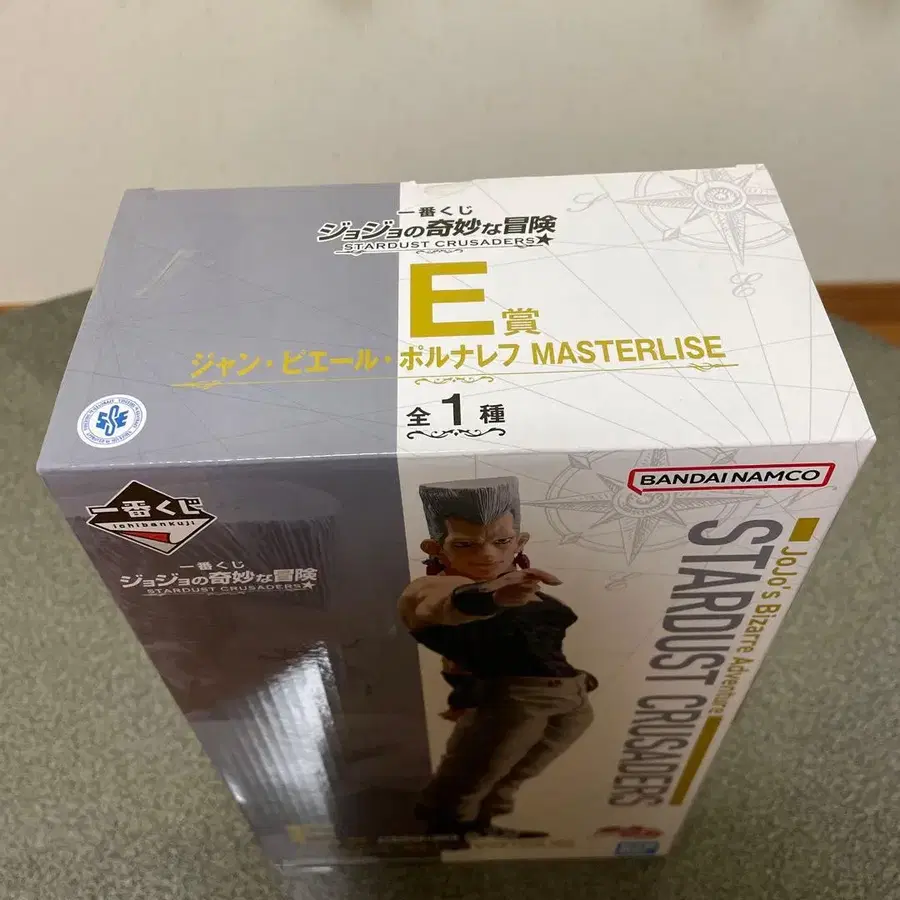 一番くじ
ジョジョの奇妙な冒険
STARDUST CRUSADERS★
E賞
ジャン・ピエール・ポルナレフ MASTERLISE
全1種
BANDAI NAMCO
一番くじ
ichibankuji
一番くじ
ジョジョの奇妙な冒険
STARDUST CRUSADERS★
JoJo's Bizarre Adventure
STARDUST CRUSADERS